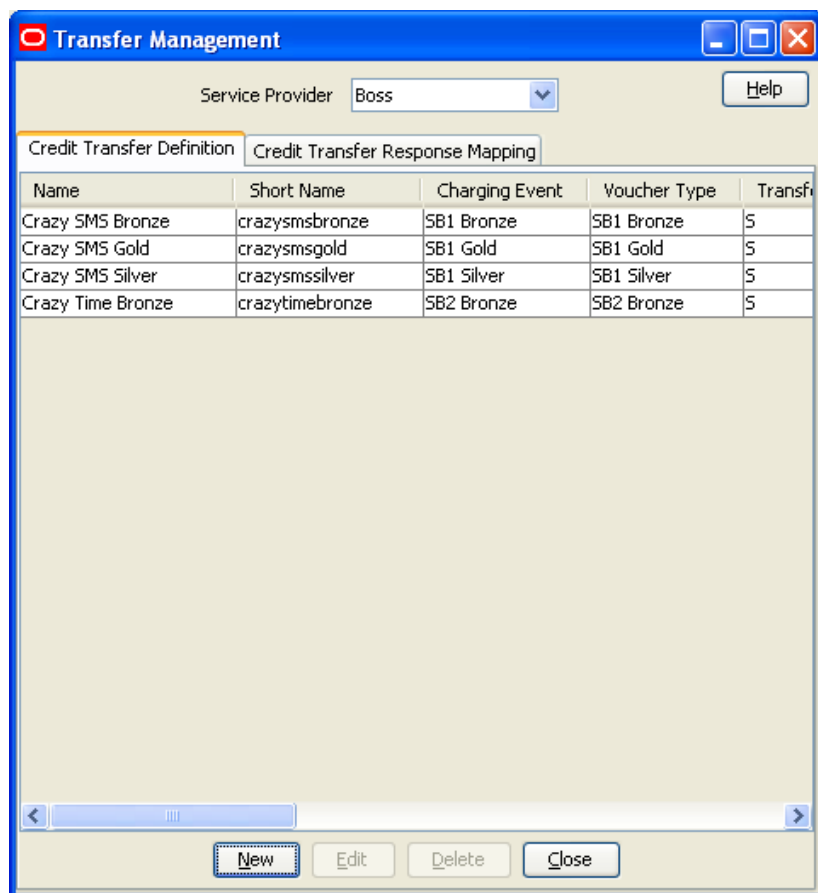 Transfer Management
Service Provider Boss Help
Credit Transfer Definition Credit Transfer Response Mapping
Name Short Name Charging Event Voucher Type Transfe
Crazy SMS Bronze crazysmsbronze SB1 Bronze SB1 Bronze S
Crazy SMS Gold crazysmsgold SB1 Gold SB1 Gold S
Crazy SMS Silver crazysmssilver SB1 Silver SB1 Silver S
Crazy Time Bronze crazytimebronze SB2 Bronze SB2 Bronze S
New Edit Delete Close